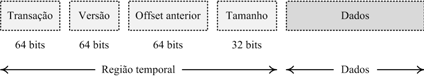 Transação Versão Offset anterior Tamanho Dados
64 bits 64 bits 64 bits 32 bits
Região temporal Dados